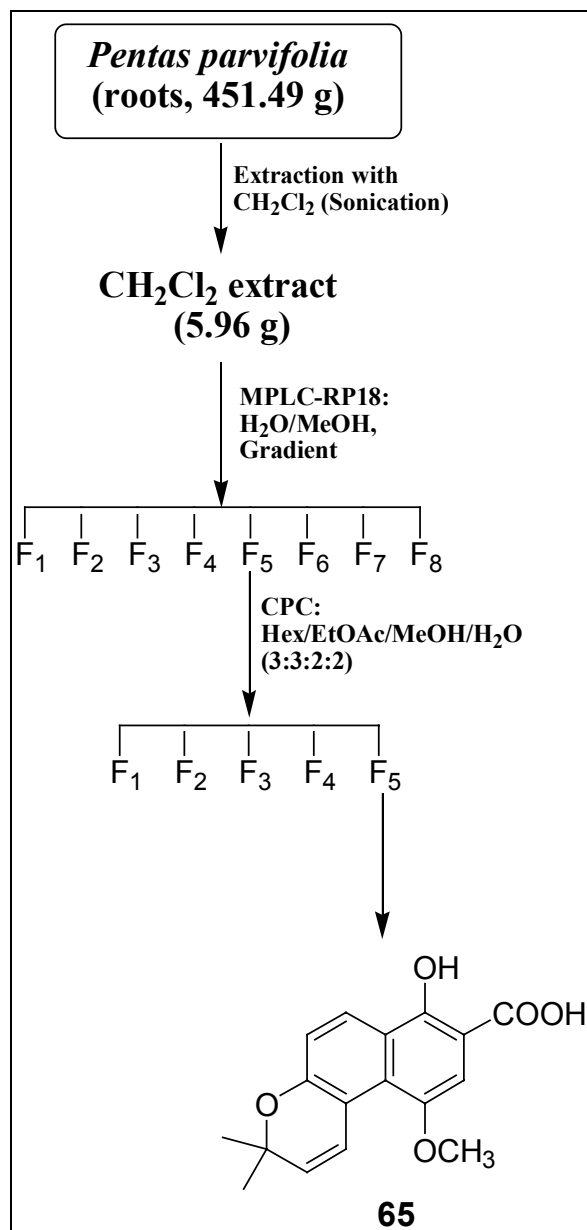 Pentas parvifolia
(roots, 451.49 g)
Extraction with
CH₂Cl₂ (Sonication)
CH₂Cl₂ extract
(5.96 g)
MPLC-RP18:
H₂O/MeOH,
Gradient
F₁ F₂ F₃ F₄ F₅ F₆ F₇ F₈
CPC:
Hex/EtOAc/MeOH/H₂O
(3:3:2:2)
F₁ F₂ F₃ F₄ F₅
OH
COOH
O
OCH₃
65